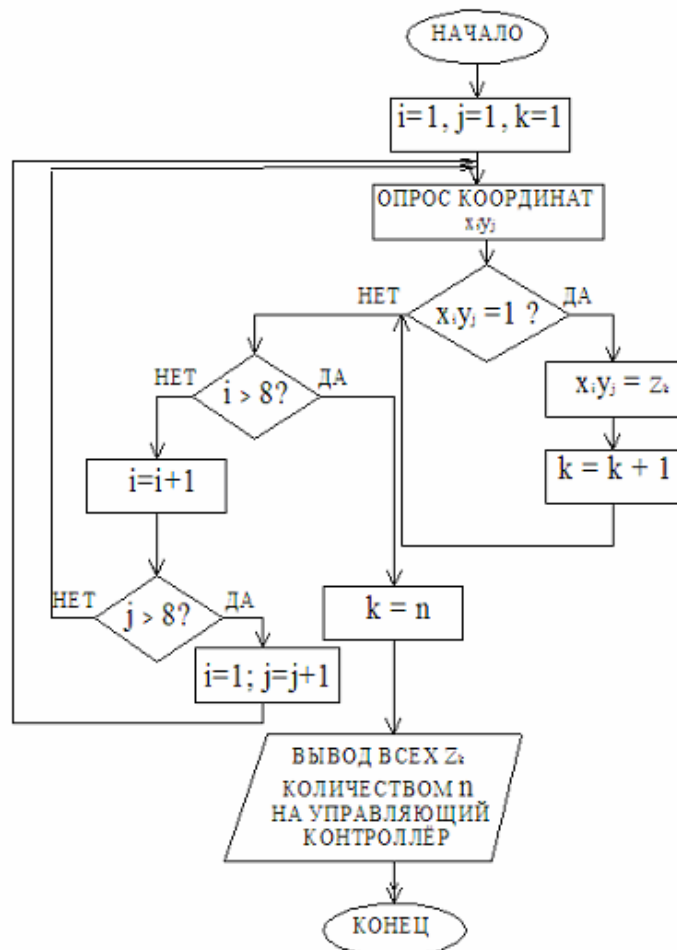 НАЧАЛО
i=1, j=1, k=1
ОПРОС КООРДИНАТ
xᵢyⱼ
НЕТ
ДА
xᵢyⱼ =1 ?
xᵢyⱼ = zₖ
k = k + 1
НЕТ
ДА
i > 8?
i=i+1
НЕТ
ДА
j > 8?
i=1; j=j+1
k = n
ВЫВОД ВСЕХ Zₖ
КОЛИЧЕСТВОМ n
НА УПРАВЛЯЮЩИЙ
КОНТРОЛЛЁР
КОНЕЦ